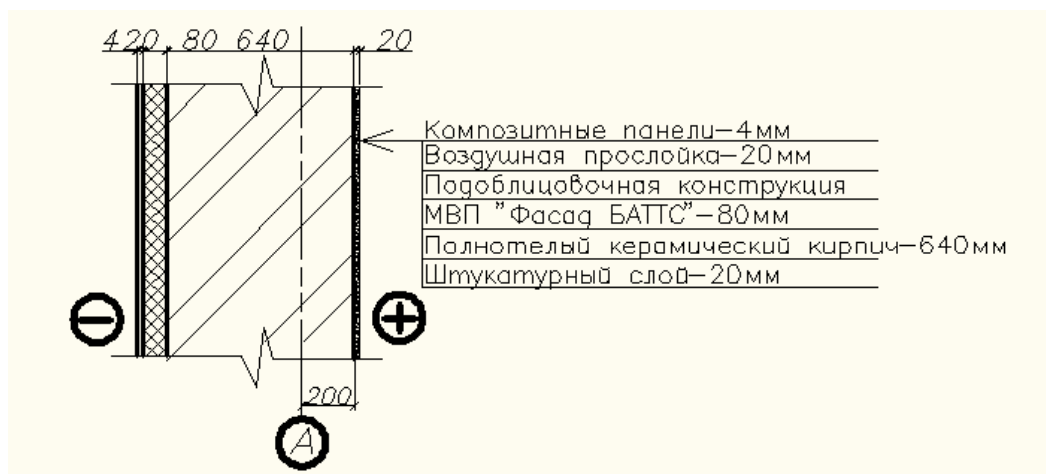 4 20 80 640 20
Композитные панели-4мм
Воздушная прослойка-20мм
Подоблицовочная конструкция
МВП "Фасад БАТТС"-80мм
Полнотелый керамический кирпич-640мм
Штукатурный слой-20мм
− +
200
А